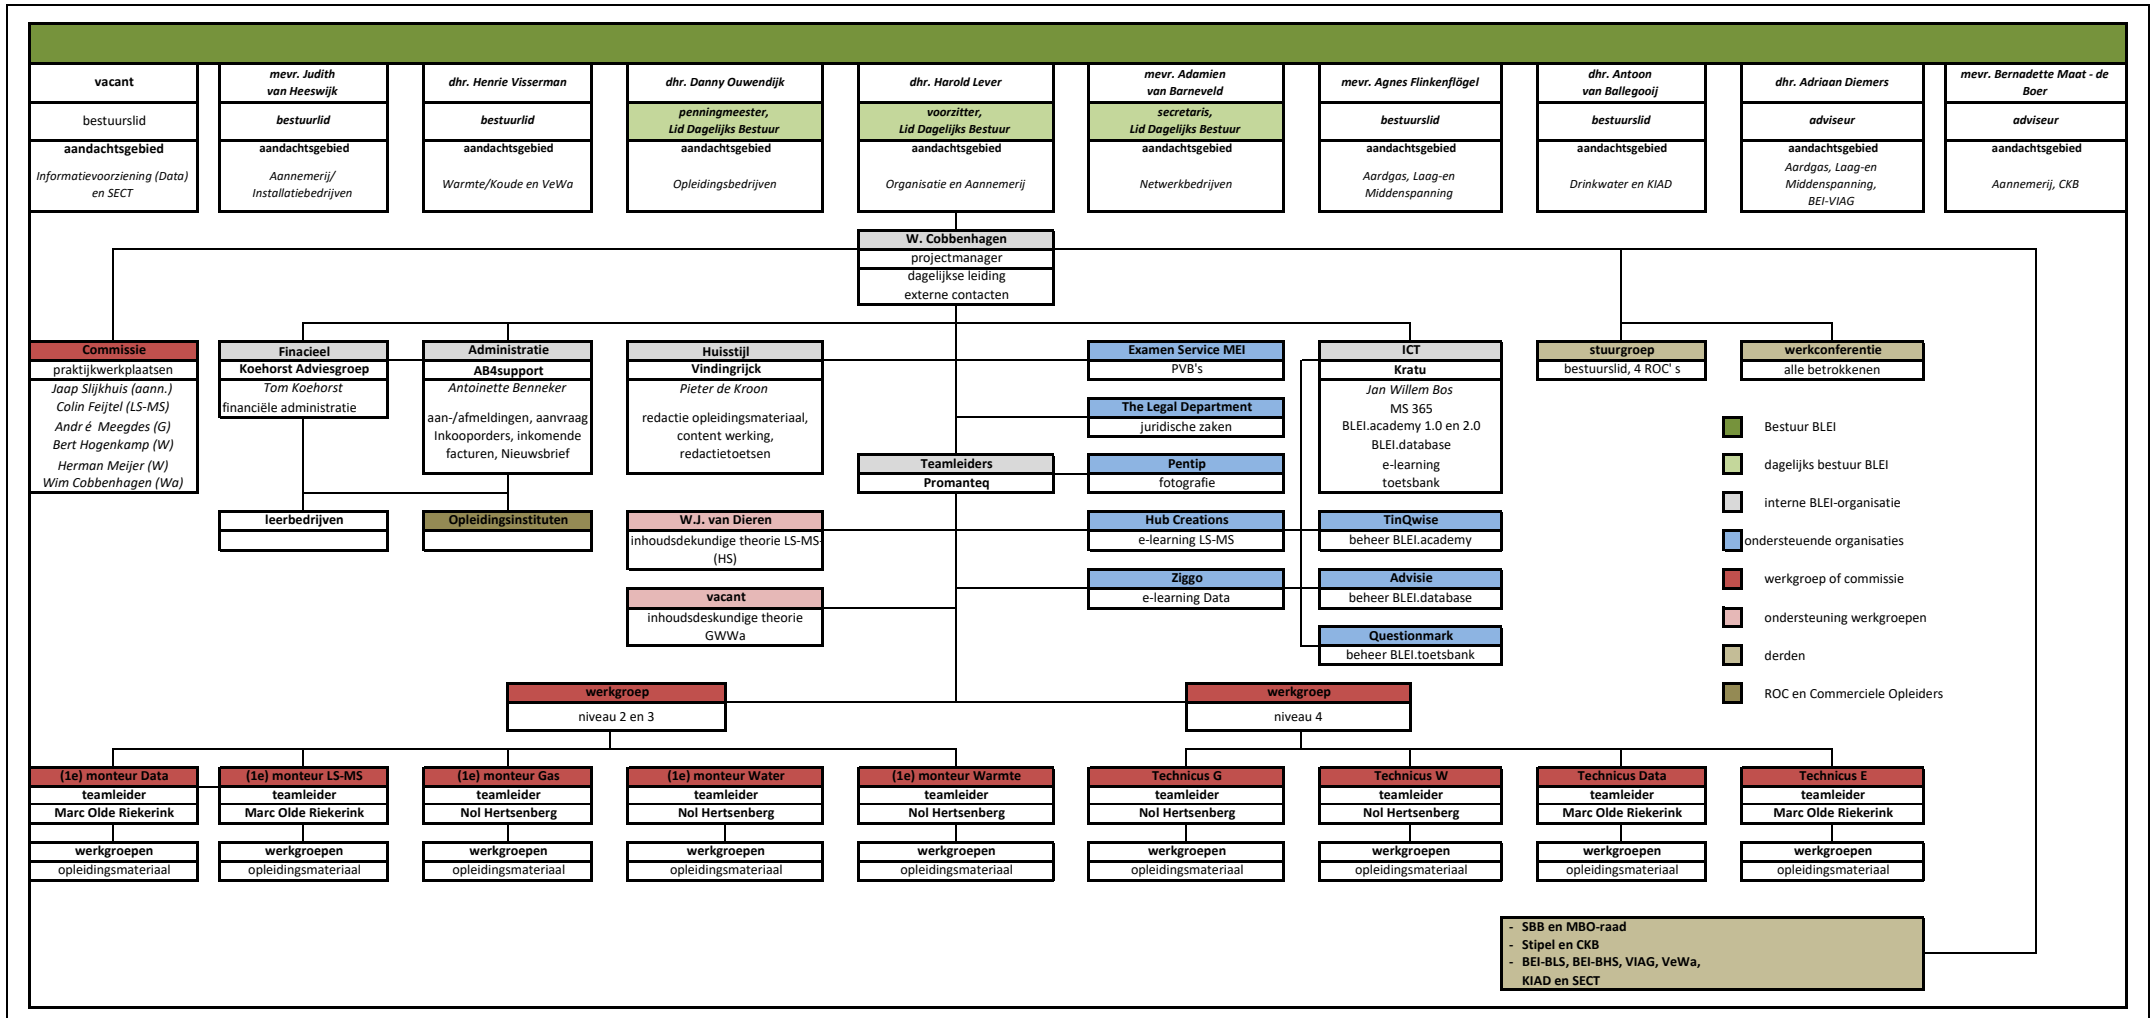 vacant
bestuurslid
aandachtsgebied
Informatievoorziening (Data)
en SECT
mevr. Judith
van Heeswijk
bestuurlid
aandachtsgebied
Aannemerij/
Installatiebedrijven
dhr. Henrie Visserman
bestuurlid
aandachtsgebied
Warmte/Koude en VeWa
dhr. Danny Ouwendijk
penningmeester,
Lid Dagelijks Bestuur
aandachtsgebied
Opleidingsbedrijven
dhr. Harold Lever
voorzitter,
Lid Dagelijks Bestuur
aandachtsgebied
Organisatie en Aannemerij
mevr. Adamien
van Barneveld
secretaris,
Lid Dagelijks Bestuur
aandachtsgebied
Netwerkbedrijven
mevr. Agnes Flinkenflögel
bestuurslid
aandachtsgebied
Aardgas, Laag-en
Middenspanning
dhr. Antoon
van Ballegooij
bestuurslid
aandachtsgebied
Drinkwater en KIAD
dhr. Adriaan Diemers
adviseur
aandachtsgebied
Aardgas, Laag-en
Middenspanning,
BEI-VIAG
mevr. Bernadette Maat - de
Boer
adviseur
aandachtsgebied
Aannemerij, CKB
W. Cobbenhagen
projectmanager
dagelijkse leiding
externe contacten
Commissie
praktijkwerkplaatsen
Jaap Slijkhuis (aann.)
Colin Feijtel (LS-MS)
Andr é Meegdes (G)
Bert Hogenkamp (W)
Herman Meijer (W)
Wim Cobbenhagen (Wa)
Finacieel
Koehorst Adviesgroep
Tom Koehorst
financiële administratie
Administratie
AB4support
Antoinette Benneker
aan-/afmeldingen, aanvraag
Inkooporders, inkomende
facturen, Nieuwsbrief
Huisstijl
Vindingrijck
Pieter de Kroon
redactie opleidingsmateriaal,
content werking,
redactietoetsen
Examen Service MEI
PVB's
The Legal Department
juridische zaken
Teamleiders
Promanteq
Pentip
fotografie
ICT
Kratu
Jan Willem Bos
MS 365
BLEI.academy 1.0 en 2.0
BLEI.database
e-learning
toetsbank
stuurgroep
bestuurslid, 4 ROC' s
werkconferentie
alle betrokkenen
Bestuur BLEI
dagelijks bestuur BLEI
interne BLEI-organisatie
ondersteuende organisaties
werkgroep of commissie
ondersteuning werkgroepen
derden
ROC en Commerciele Opleiders
leerbedrijven
Opleidingsinstituten
W.J. van Dieren
inhoudsdekundige theorie LS-MS-
(HS)
Hub Creations
e-learning LS-MS
TinQwise
beheer BLEI.academy
vacant
inhoudsdeskundige theorie
GWWa
Ziggo
e-learning Data
Advisie
beheer BLEI.database
Questionmark
beheer BLEI.toetsbank
werkgroep
niveau 2 en 3
werkgroep
niveau 4
(1e) monteur Data
teamleider
Marc Olde Riekerink
werkgroepen
opleidingsmateriaal
(1e) monteur LS-MS
teamleider
Marc Olde Riekerink
werkgroepen
opleidingsmateriaal
(1e) monteur Gas
teamleider
Nol Hertsenberg
werkgroepen
opleidingsmateriaal
(1e) monteur Water
teamleider
Nol Hertsenberg
werkgroepen
opleidingsmateriaal
(1e) monteur Warmte
teamleider
Nol Hertsenberg
werkgroepen
opleidingsmateriaal
Technicus G
teamleider
Nol Hertsenberg
werkgroepen
opleidingsmateriaal
Technicus W
teamleider
Nol Hertsenberg
werkgroepen
opleidingsmateriaal
Technicus Data
teamleider
Marc Olde Riekerink
werkgroepen
opleidingsmateriaal
Technicus E
teamleider
Marc Olde Riekerink
werkgroepen
opleidingsmateriaal
- SBB en MBO-raad
- Stipel en CKB
- BEI-BLS, BEI-BHS, VIAG, VeWa,
KIAD en SECT